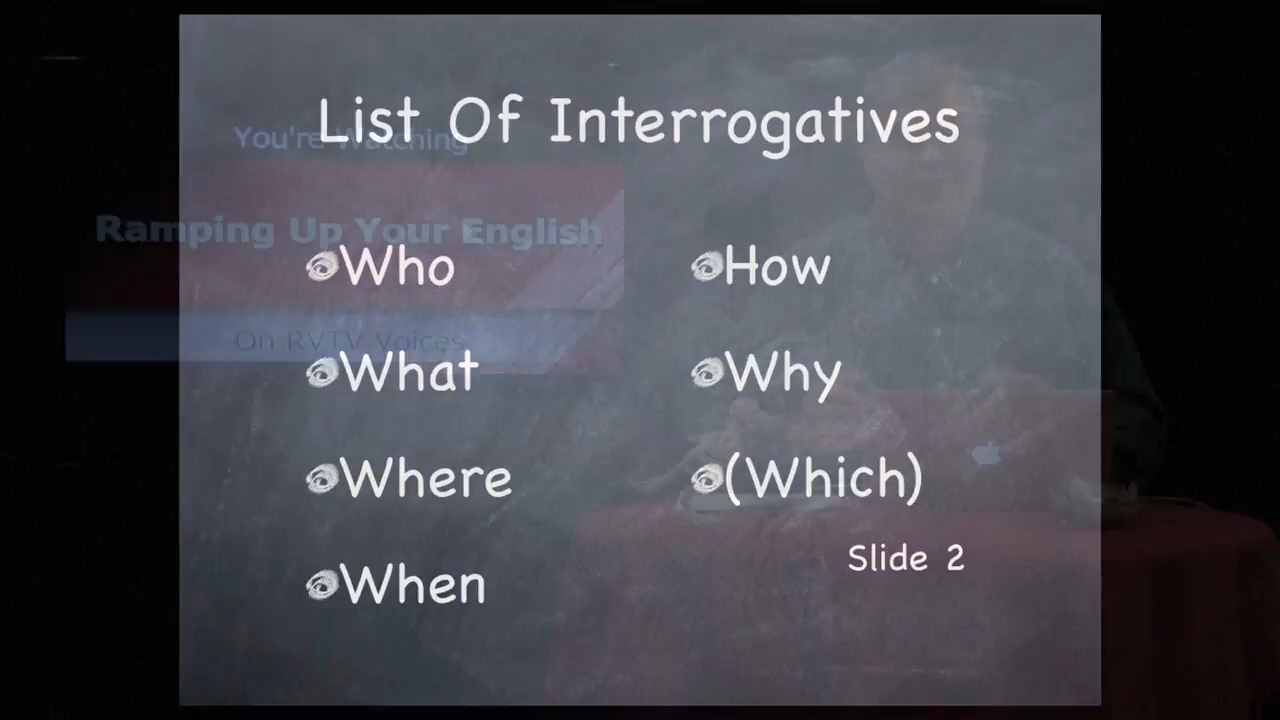 List Of Interrogatives
You're Watching
Ramping Up Your English
On RVTV Voices
Who
What
Where
When
How
Why
(Which)
Slide 2